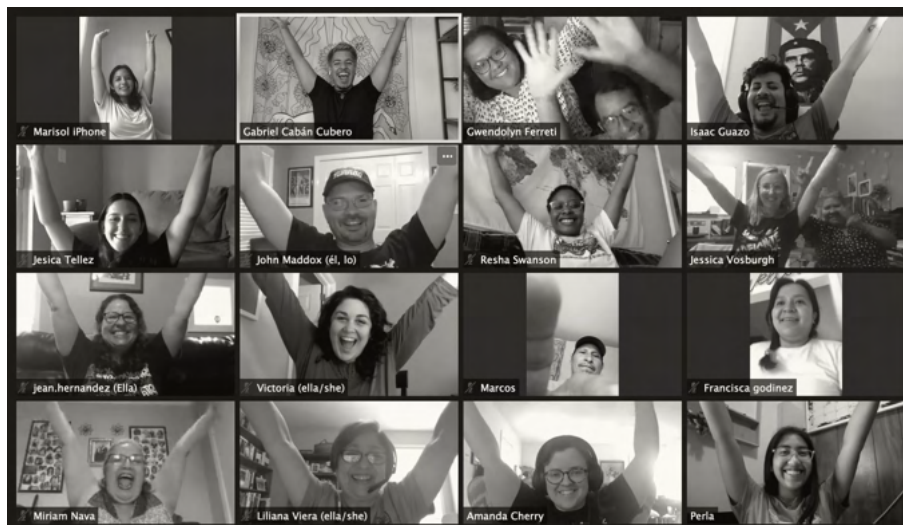 Marisol iPhone
Gabriel Cabán Cubero
Gwendolyn Ferreti
Isaac Guazo
Jesica Tellez
John Maddox (él, lo)
Resha Swanson
Jessica Vosburgh
jean.hernandez (Ella)
Victoria (ella/she)
Marcos
Francisca godinez
Miriam Nava
Liliana Viera (ella/she)
Amanda Cherry
Perla